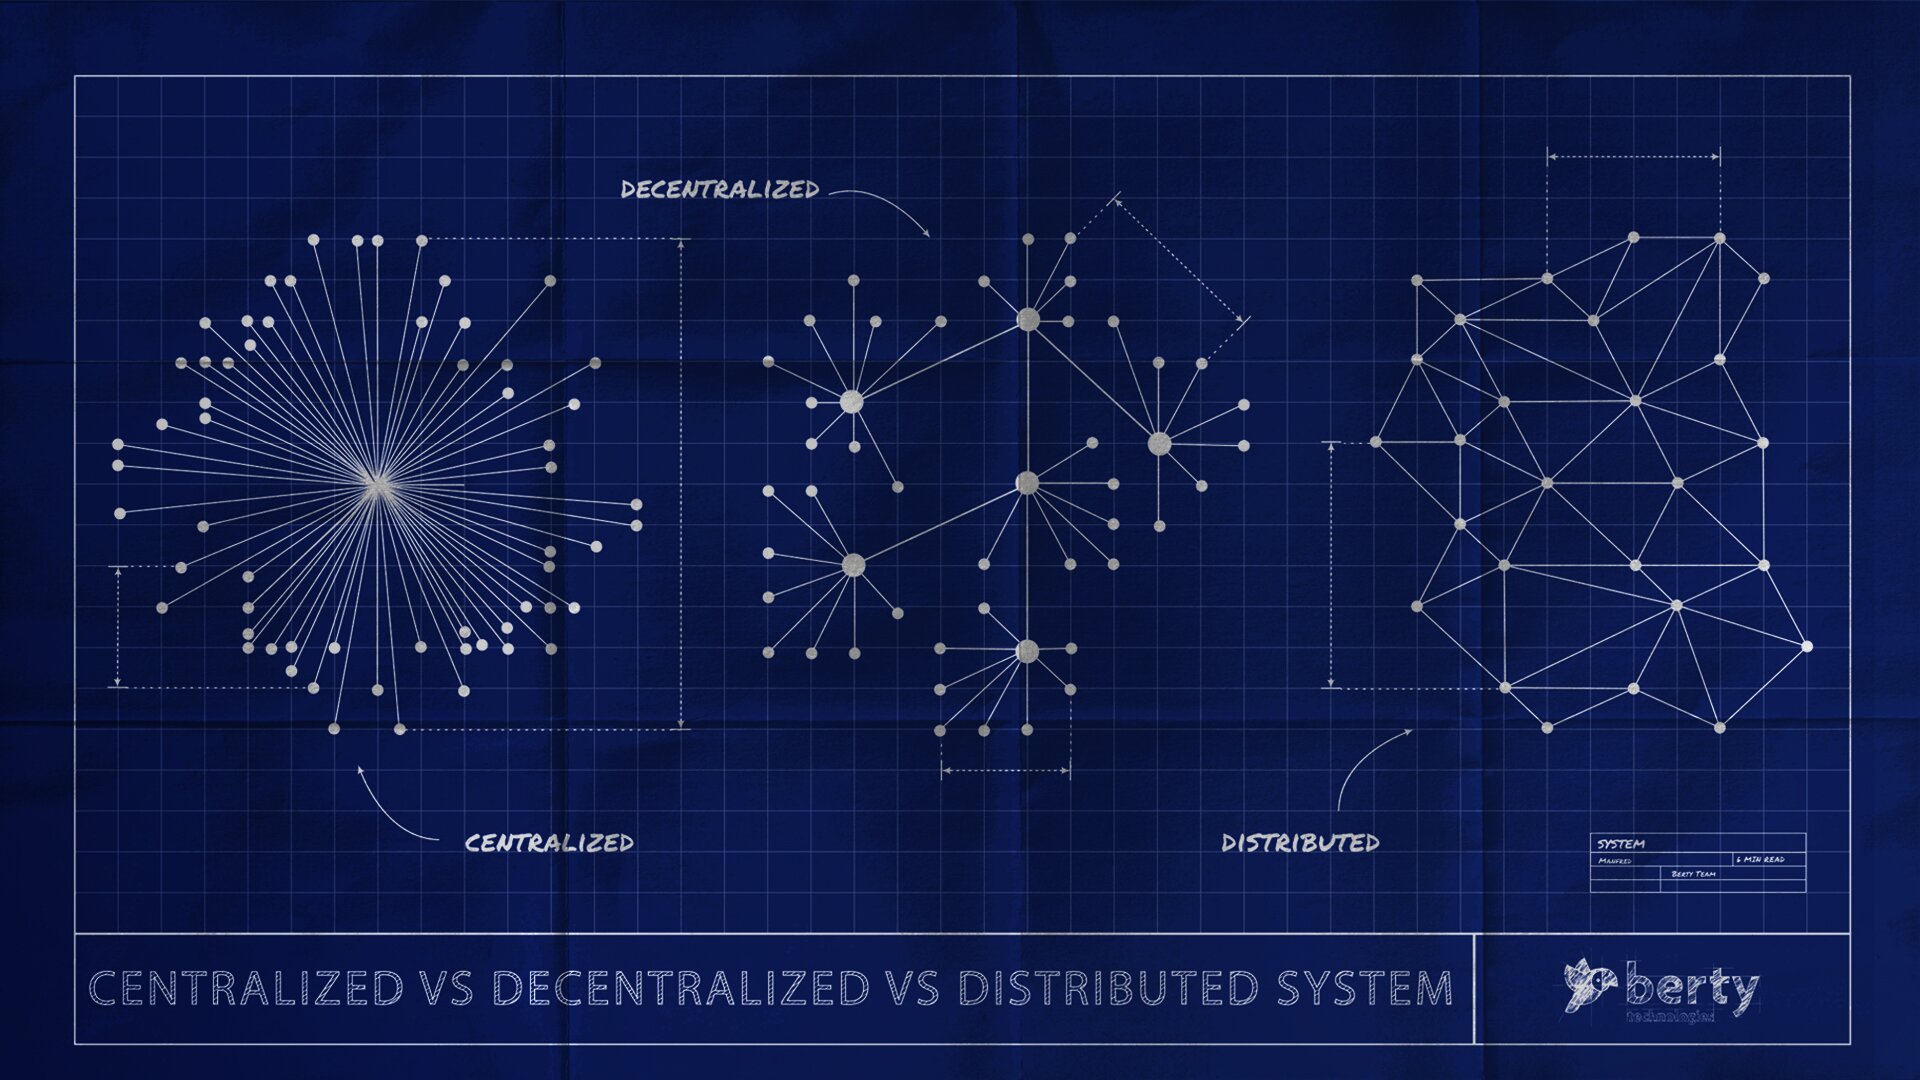 DECENTRALIZED
CENTRALIZED
DISTRIBUTED
SYSTEM
MANFRED
6 MIN READ
BERTY TEAM
CENTRALIZED VS DECENTRALIZED VS DISTRIBUTED SYSTEM
berty
technologies